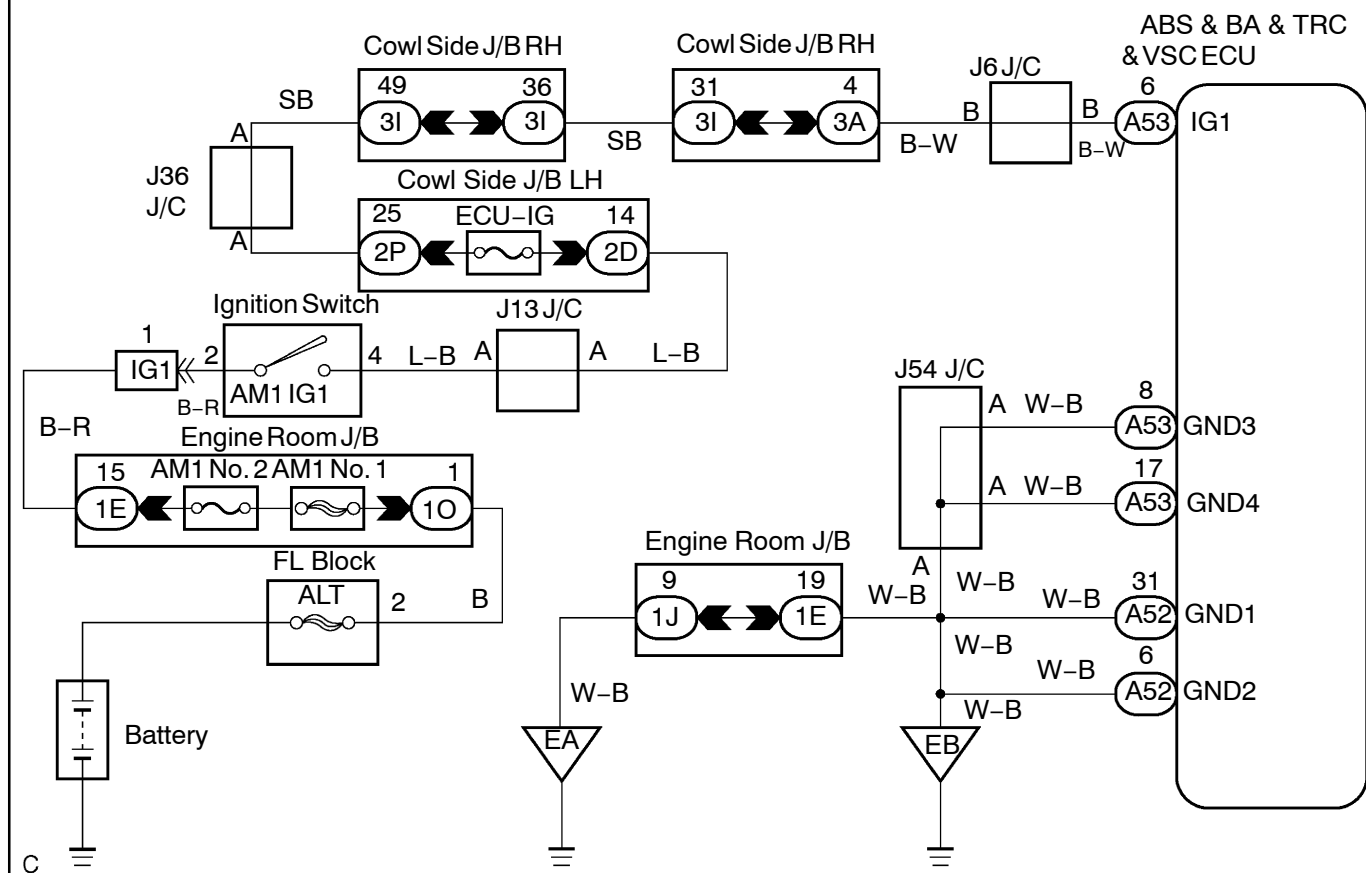 ABS & BA & TRC
& VSC ECU
Cowl Side J/B RH
Cowl Side J/B RH
J6 J/C
49
36
31
4
6
SB
3I
3I
SB
3I
3A
B-W
B
B
B-W
A53
IG1
A
J36
J/C
A
Cowl Side J/B LH
25
ECU-IG
14
2P
2D
Ignition Switch
J13 J/C
1
IG1
2
4
L-B
A
A
L-B
AM1 IG1
B-R
B-R
J54 J/C
8
A
W-B
A53
GND3
17
A
W-B
A53
GND4
Engine Room J/B
15
AM1 No. 2
AM1 No. 1
1
1E
1O
FL Block
ALT
2
B
Engine Room J/B
9
19
1J
1E
A
W-B
W-B
31
W-B
A52
GND1
W-B
6
W-B
A52
GND2
W-B
W-B
EA
EB
Battery
C